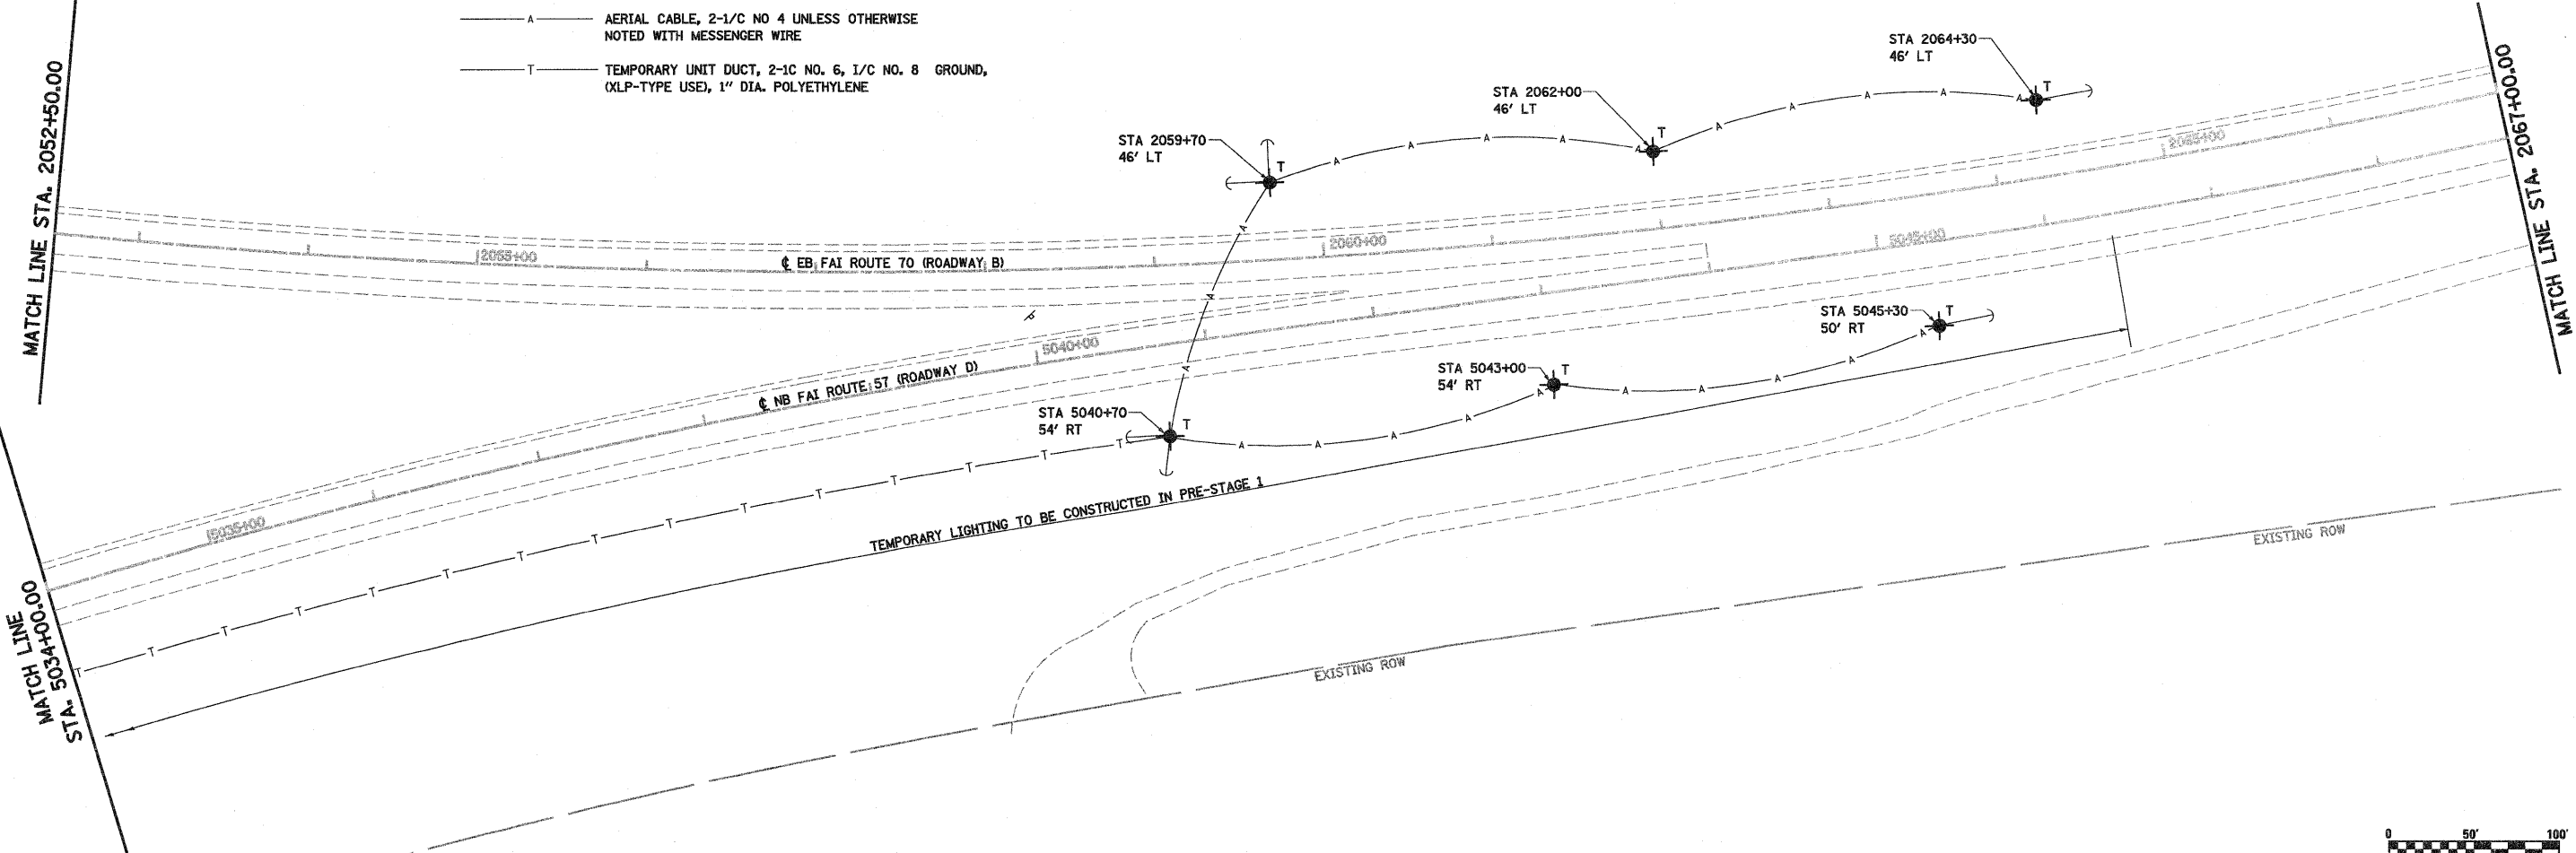 A AERIAL CABLE, 2-1/C NO 4 UNLESS OTHERWISE
NOTED WITH MESSENGER WIRE
T TEMPORARY UNIT DUCT, 2-1C NO. 6, I/C NO. 8 GROUND,
(XLP-TYPE USE), 1" DIA. POLYETHYLENE
MATCH LINE STA. 2052+50.00
STA 2059+70
46' LT
T
STA 2062+00
46' LT
T
STA 2064+30
46' LT
T
MATCH LINE STA. 2067+00.00
2055+00
℄ EB FAI ROUTE 70 (ROADWAY B)
2060+00
2065+00
5035+00
℄ NB FAI ROUTE 57 (ROADWAY D)
5040+00
5045+00
STA 5040+70
54' RT
T
STA 5043+00
54' RT
T
STA 5045+30
50' RT
T
TEMPORARY LIGHTING TO BE CONSTRUCTED IN PRE-STAGE 1
MATCH LINE
STA. 5034+00.00
EXISTING ROW
EXISTING ROW
0 50' 100'